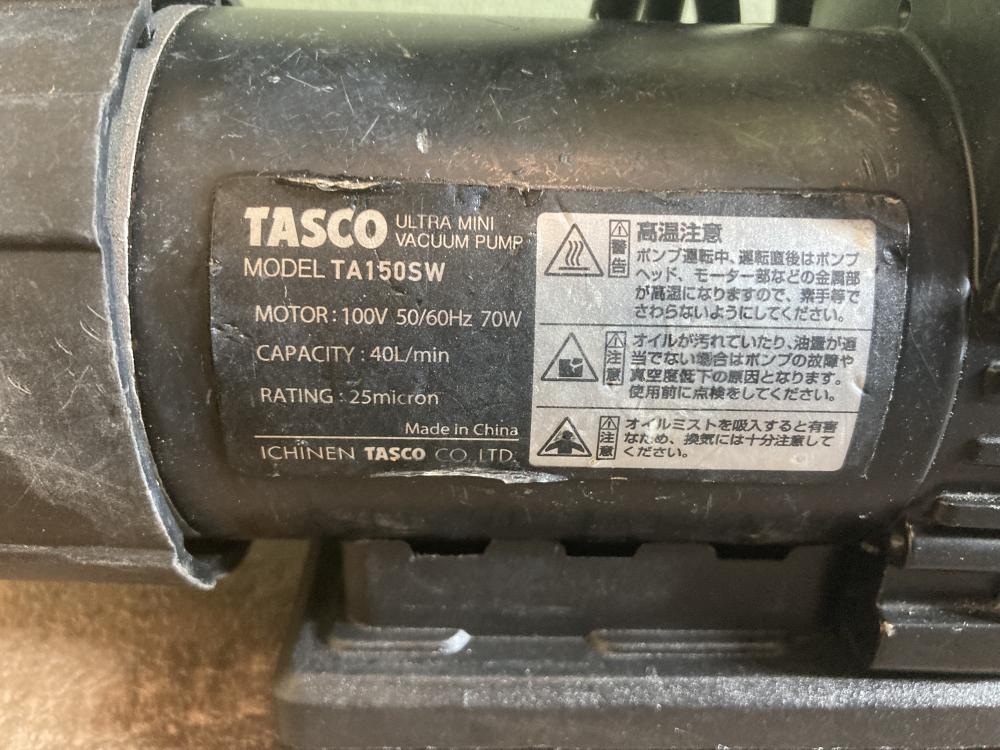 TASCO ULTRA MINI
VACUUM PUMP
MODEL TA150SW
MOTOR : 100V 50/60Hz 70W
CAPACITY : 40L/min
RATING : 25micron
Made in China
ICHINEN TASCO CO. LTD.
警告
高温注意
ポンプ運転中、運転直後はポンプ
ヘッド、モーター部などの金属部
が高温になりますので、素手等で
さわらないようにしてください。
注意
オイルが汚れていたり、油量が適
当でない場合はポンプの故障や
真空度低下の原因となります。
使用前に点検をしてください。
注意
オイルミストを吸入すると有害
なため、換気には十分注意して
ください。